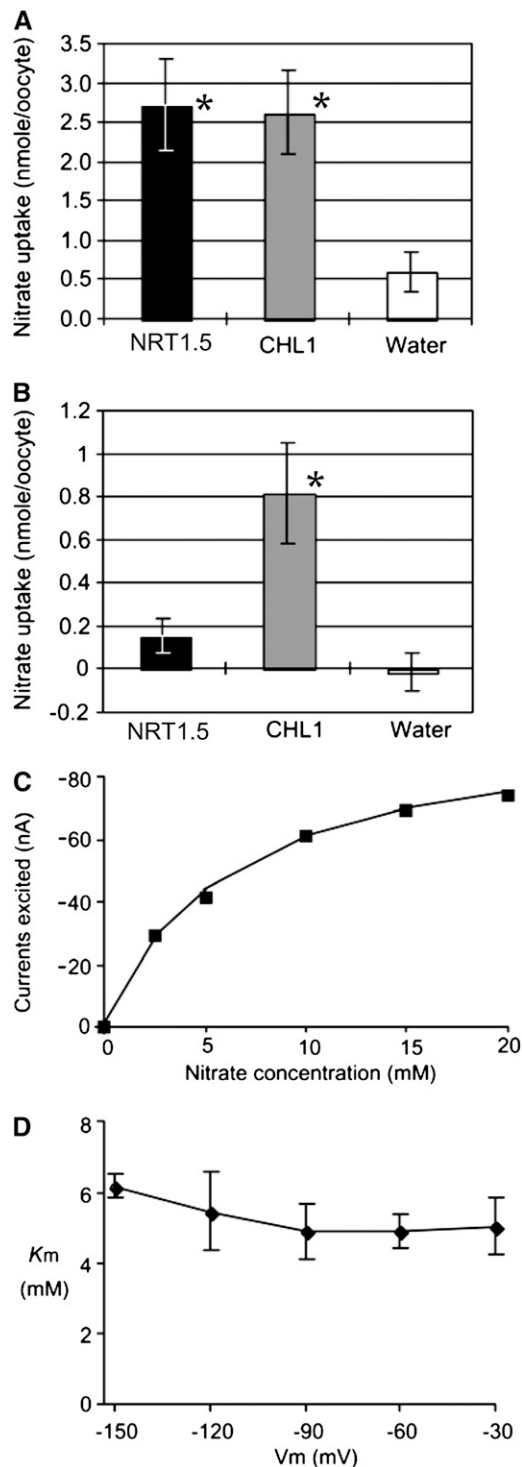 A
Nitrate uptake (nmole/oocyte)
3.5
3.0
2.5
2.0
1.5
1.0
0.5
0.0
*
*
NRT1.5 CHL1 Water
B
Nitrate uptake (nmole/oocyte)
1.2
1
0.8
0.6
0.4
0.2
0
-0.2
*
NRT1.5 CHL1 Water
C
Currents excited (nA)
-80
-60
-40
-20
0
0 5 10 15 20
Nitrate concentration (mM)
D
Km
(mM)
8
6
4
2
0
-150 -120 -90 -60 -30
Vm (mV)